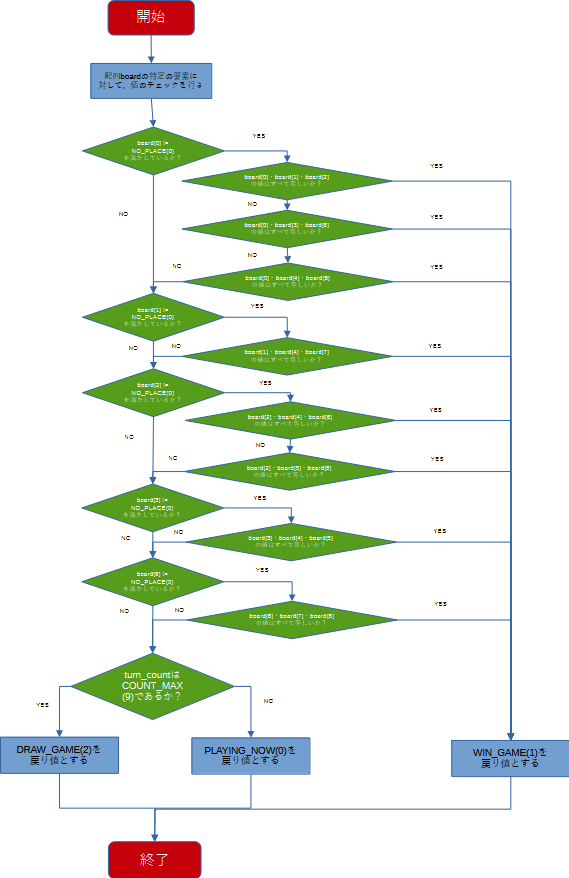 開始
配列boardの特定の要素に
対して、値のチェックを行う
board[0] !=
NO_PLACE(0)
を満たしているか？
YES
board[0]・board[1]・board[2]
の値はすべて等しいか？
YES
NO
NO
board[0]・board[3]・board[6]
の値はすべて等しいか？
YES
NO
board[0]・board[4]・board[8]
の値はすべて等しいか？
YES
NO
board[1] !=
NO_PLACE(0)
を満たしているか？
YES
board[1]・board[4]・board[7]
の値はすべて等しいか？
YES
NO
NO
board[2] !=
NO_PLACE(0)
を満たしているか？
YES
board[2]・board[4]・board[6]
の値はすべて等しいか？
YES
NO
NO
board[2]・board[5]・board[8]
の値はすべて等しいか？
YES
NO
board[3] !=
NO_PLACE(0)
を満たしているか？
YES
board[3]・board[4]・board[5]
の値はすべて等しいか？
YES
NO
NO
board[6] !=
NO_PLACE(0)
を満たしているか？
YES
board[6]・board[7]・board[8]
の値はすべて等しいか？
YES
NO
NO
turn_countは
COUNT_MAX
(9)であるか？
YES
NO
DRAW_GAME(2)を
戻り値とする
PLAYING_NOW(0)を
戻り値とする
WIN_GAME(1)を
戻り値とする
終了